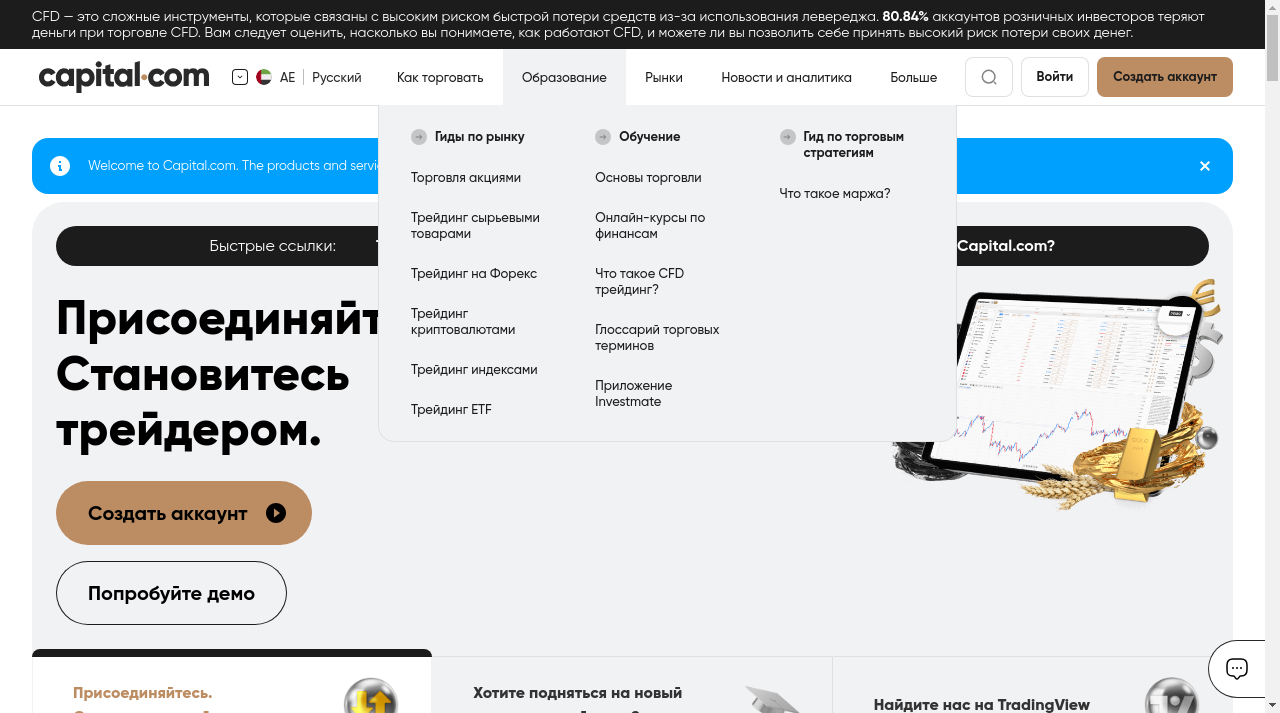 CFD — это сложные инструменты, которые связаны с высоким риском быстрой потери средств из-за использования левереджа. 80.84% аккаунтов розничных инвесторов теряют
деньги при торговле CFD. Вам следует оценить, насколько вы понимаете, как работают CFD, и можете ли вы позволить себе принять высокий риск потери своих денег.
capital.com AE Русский Как торговать Образование Рынки Новости и аналитика Больше Войти Создать аккаунт
Гиды по рынку
Торговля акциями
Трейдинг сырьевыми
товарами
Трейдинг на Форекс
Трейдинг
криптовалютами
Трейдинг индексами
Трейдинг ETF
Обучение
Основы торговли
Онлайн-курсы по
финансам
Что такое CFD
трейдинг?
Глоссарий торговых
терминов
Приложение
Investmate
Гид по торговым
стратегиям
Что такое маржа?
Welcome to Capital.com. The products and servi
Быстрые ссылки: Capital.com?
Присоединяйт
Становитесь
трейдером.
Создать аккаунт
Попробуйте демо
Присоединяйтесь.
Хотите подняться на новый
Найдите нас на TradingView